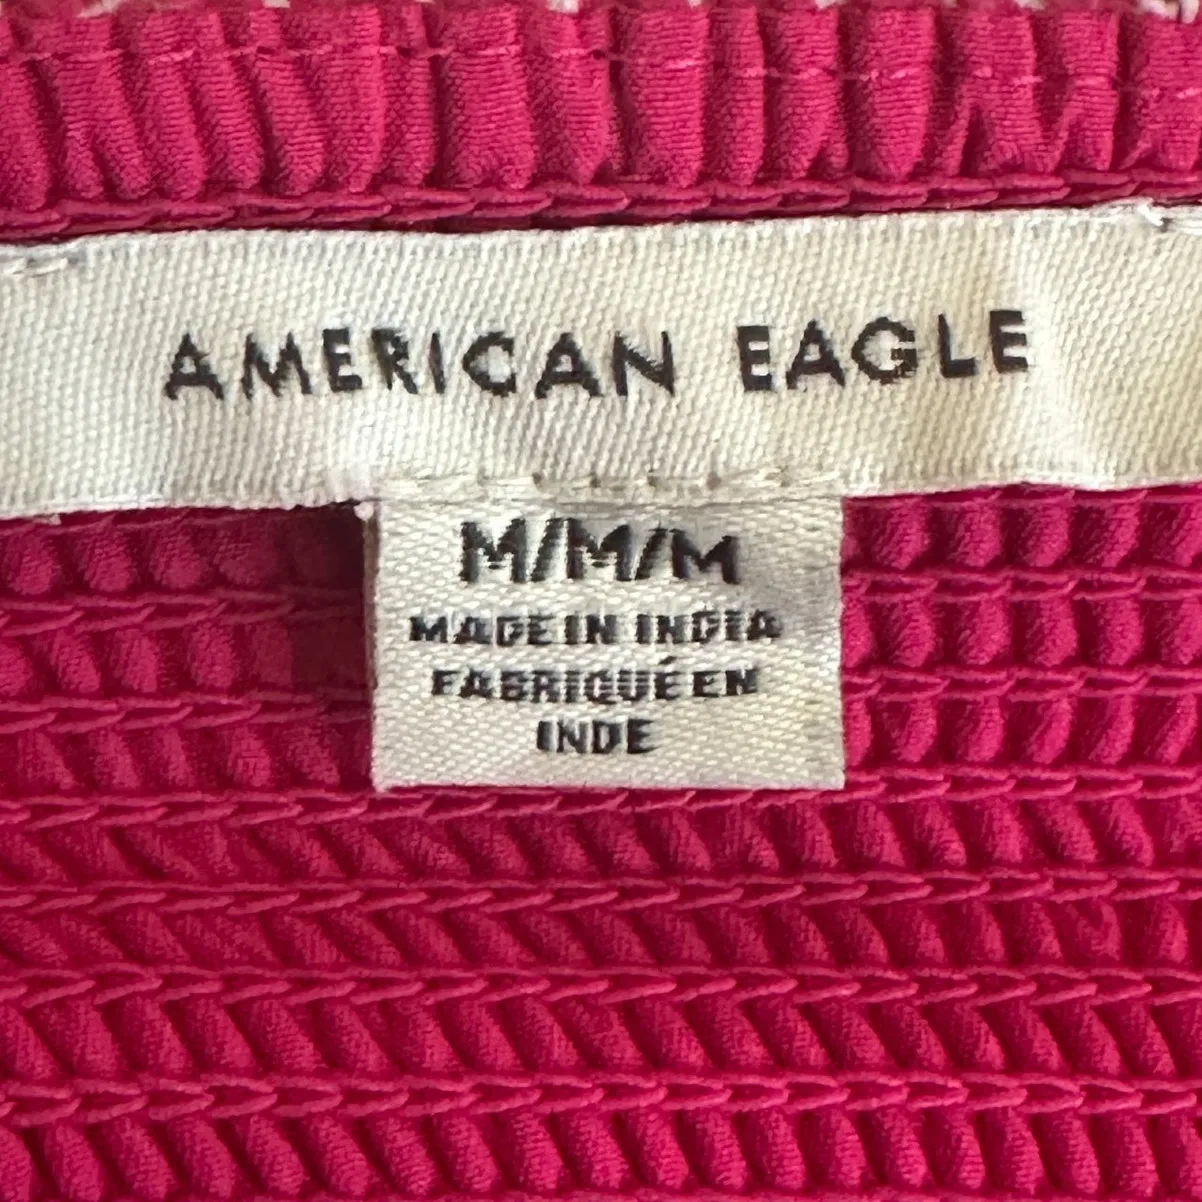 AMERICAN EAGLE
M/M/M
MADE IN INDIA
FABRIQUÉ EN
INDE